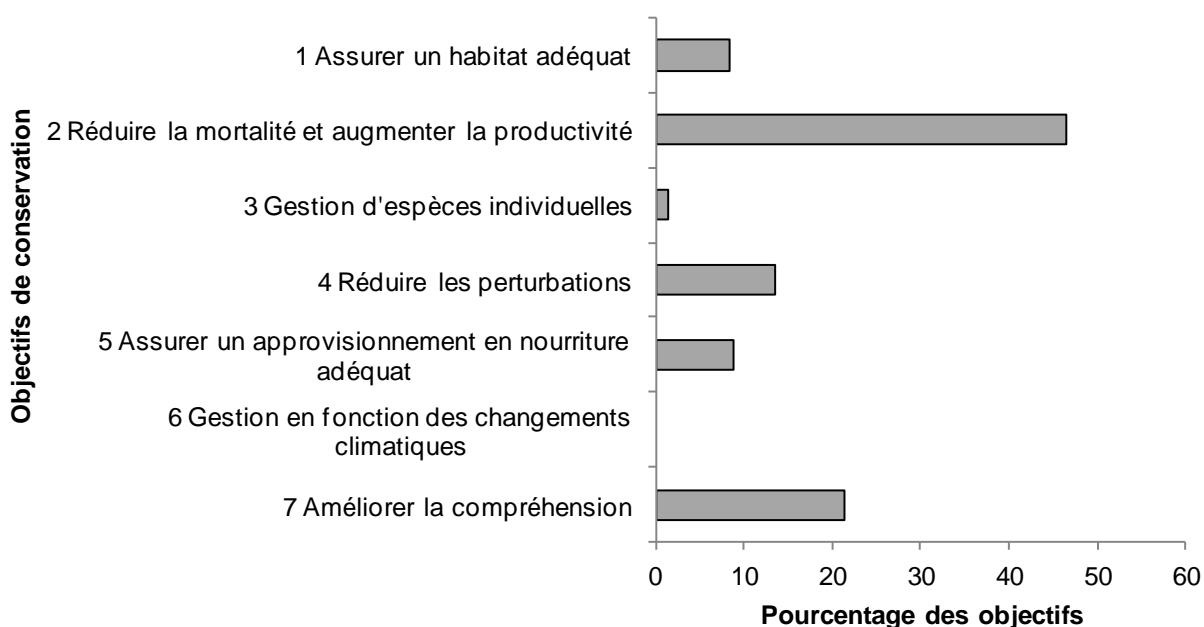 Objectifs de conservation
1 Assurer un habitat adéquat
2 Réduire la mortalité et augmenter la productivité
3 Gestion d'espèces individuelles
4 Réduire les perturbations
5 Assurer un approvisionnement en nourriture
adéquat
6 Gestion en fonction des changements
climatiques
7 Améliorer la compréhension
0 10 20 30 40 50 60
Pourcentage des objectifs